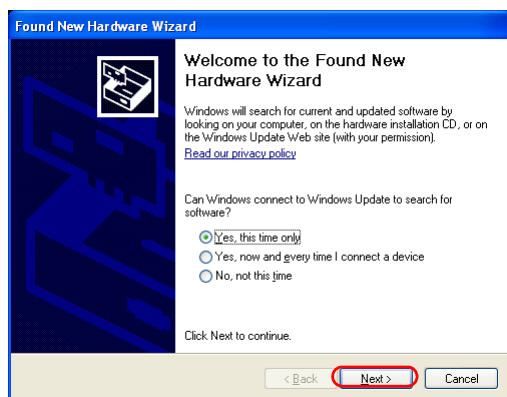 Found New Hardware Wizard
Welcome to the Found New
Hardware Wizard
Windows will search for current and updated software by
looking on your computer, on the hardware installation CD, or on
the Windows Update Web site (with your permission).
Read our privacy policy
Can Windows connect to Windows Update to search for
software?
Yes, this time only
Yes, now and every time I connect a device
No, not this time
Click Next to continue.
< Back
Next >
Cancel